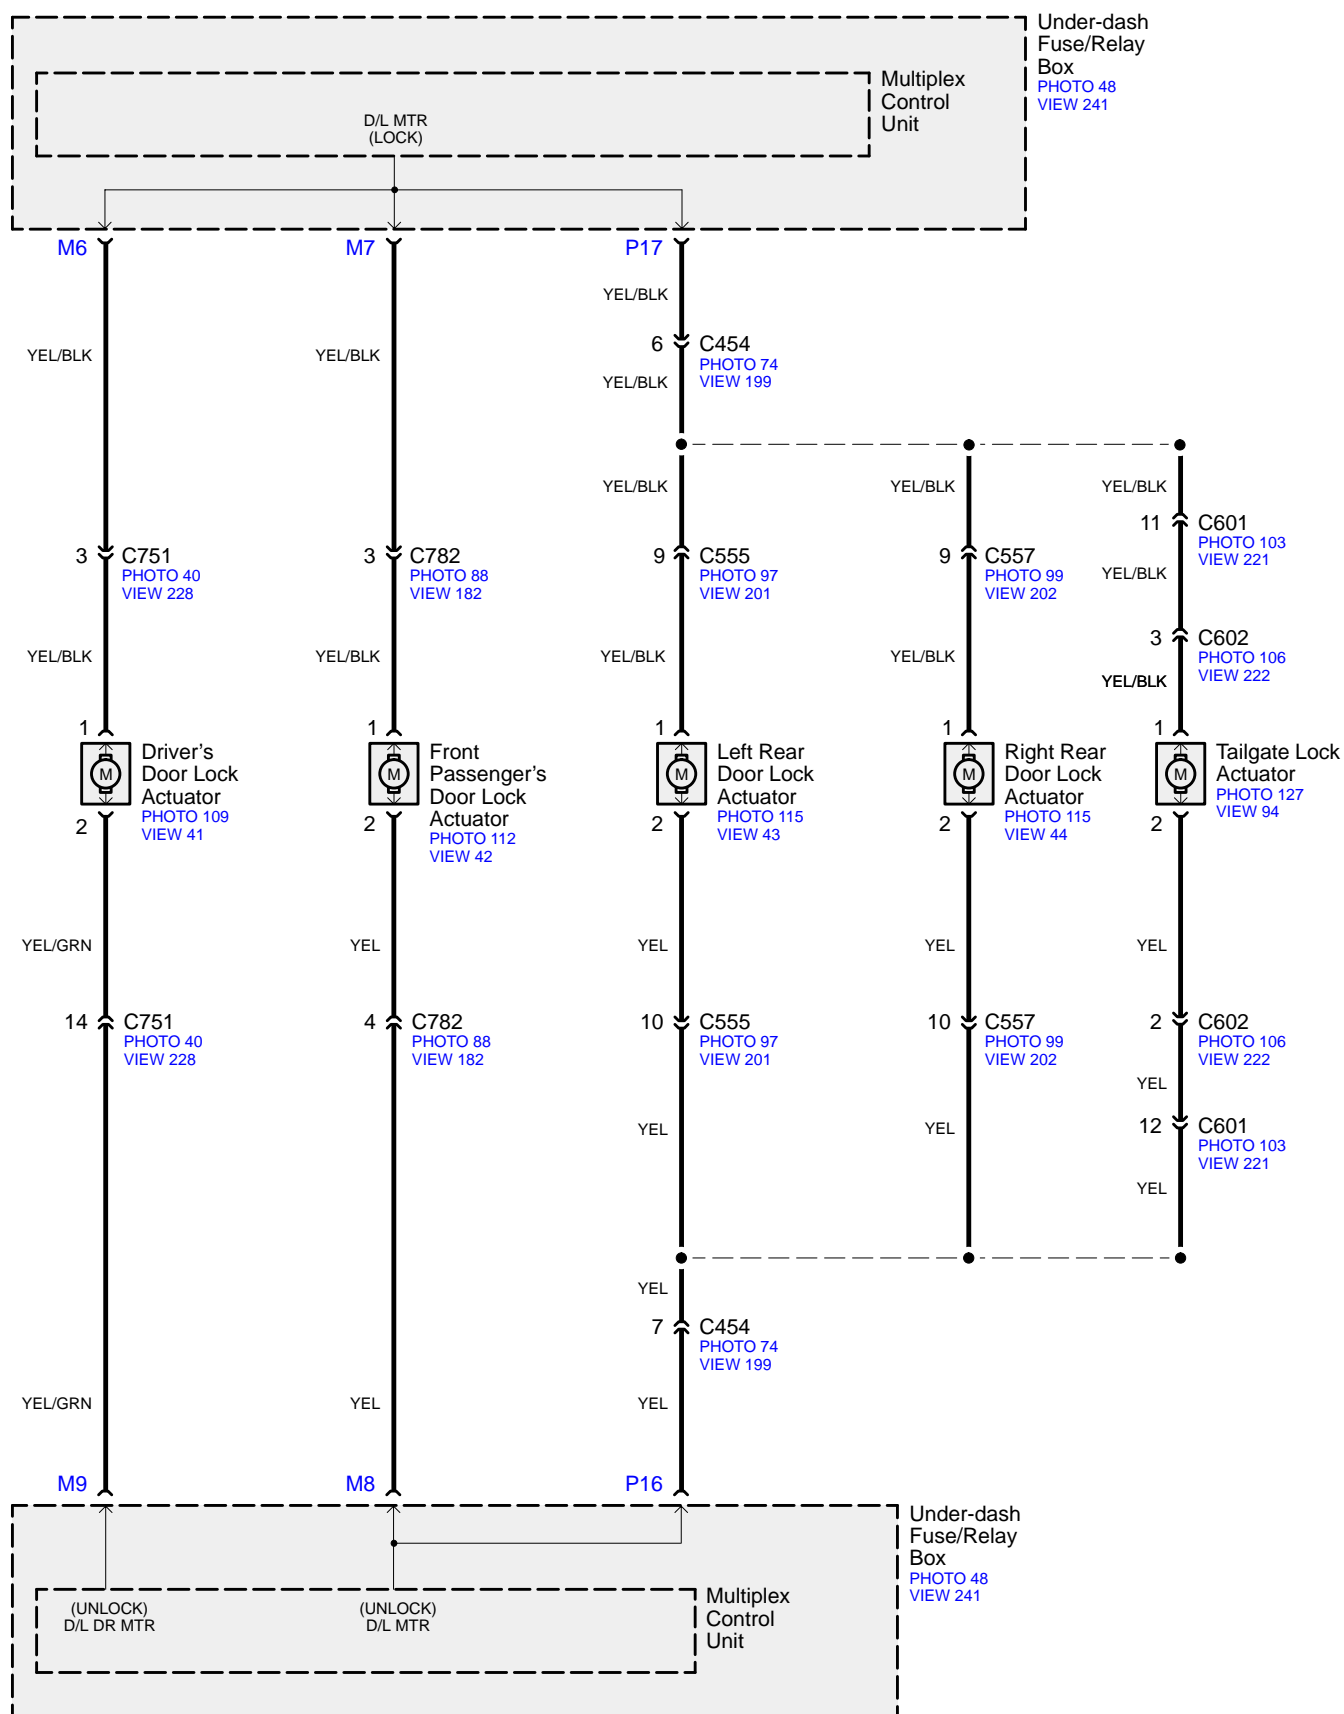 Under-dash
Fuse/Relay
Box
PHOTO 48
VIEW 241
Multiplex
Control
Unit
D/L MTR
(LOCK)
M6
M7
P17
YEL/BLK
6
C454
PHOTO 74
VIEW 199
YEL/BLK
YEL/BLK
YEL/BLK
YEL/BLK
YEL/BLK
YEL/BLK
11
C601
PHOTO 103
VIEW 221
3
C751
PHOTO 40
VIEW 228
3
C782
PHOTO 88
VIEW 182
9
C555
PHOTO 97
VIEW 201
9
C557
PHOTO 99
VIEW 202
YEL/BLK
3
C602
PHOTO 106
VIEW 222
YEL/BLK
YEL/BLK
YEL/BLK
YEL/BLK
YEL/BLK
1
1
1
1
1
M
M
M
M
M
Driver's
Door Lock
Actuator
PHOTO 109
VIEW 41
Front
Passenger's
Door Lock
Actuator
PHOTO 112
VIEW 42
Left Rear
Door Lock
Actuator
PHOTO 115
VIEW 43
Right Rear
Door Lock
Actuator
PHOTO 115
VIEW 44
Tailgate Lock
Actuator
PHOTO 127
VIEW 94
2
2
2
2
2
YEL/GRN
YEL
YEL
YEL
YEL
14
C751
PHOTO 40
VIEW 228
4
C782
PHOTO 88
VIEW 182
10
C555
PHOTO 97
VIEW 201
10
C557
PHOTO 99
VIEW 202
2
C602
PHOTO 106
VIEW 222
YEL
YEL
YEL
12
C601
PHOTO 103
VIEW 221
YEL
YEL
7
C454
PHOTO 74
VIEW 199
YEL/GRN
YEL
YEL
M9
M8
P16
Under-dash
Fuse/Relay
Box
PHOTO 48
VIEW 241
(UNLOCK)
D/L DR MTR
(UNLOCK)
D/L MTR
Multiplex
Control
Unit